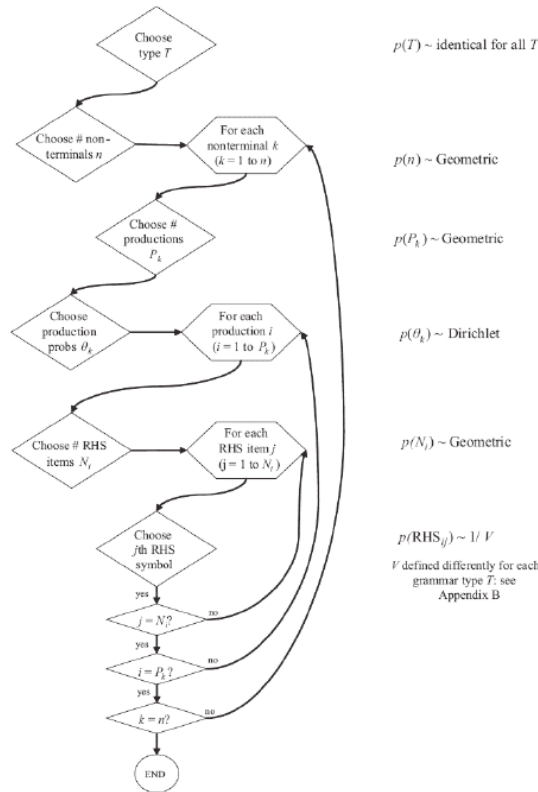 Choose
type T
p(T) ~ identical for all T
Choose # non-
terminals n
For each
nonterminal k
(k = 1 to n)
p(n) ~ Geometric
Choose #
productions
P_k
p(P_k) ~ Geometric
Choose
production
probs θ_k
For each
production i
(i = 1 to P_k)
p(θ_k) ~ Dirichlet
Choose # RHS
items N_i
For each
RHS item j
(j = 1 to N_i)
p(N_i) ~ Geometric
Choose
jth RHS
symbol
p(RHS_ij) ~ 1/ V
V defined differently for each
grammar type T: see
Appendix B
yes
j = N_i?
no
yes
i = P_k?
no
yes
k = n?
no
END